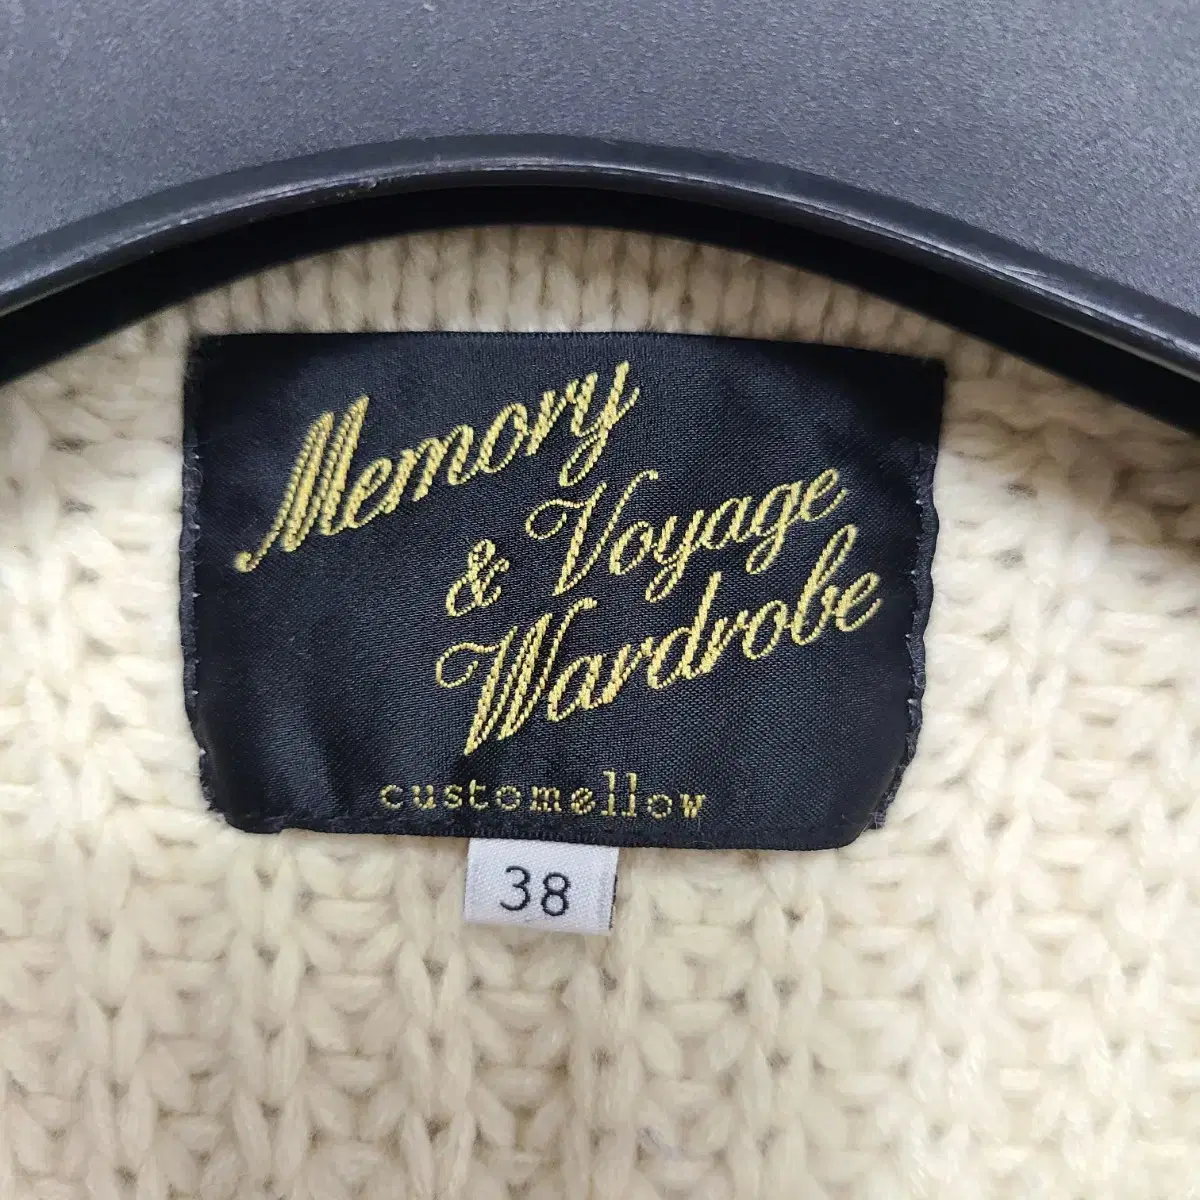 Memory
& Voyage
Wardrobe
customellow
38